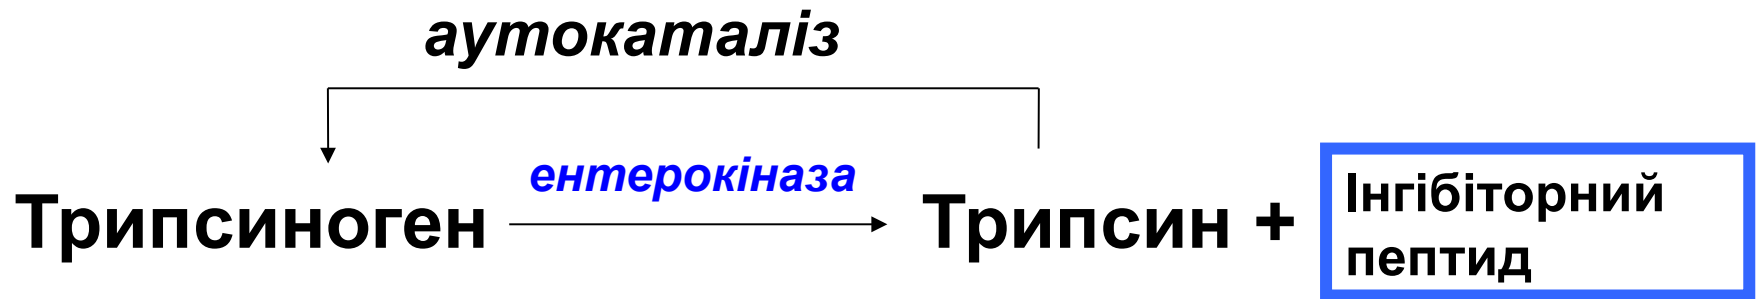 аутокаталіз
ентерокіназа
Трипсиноген Трипсин +
Інгібіторний
пептид